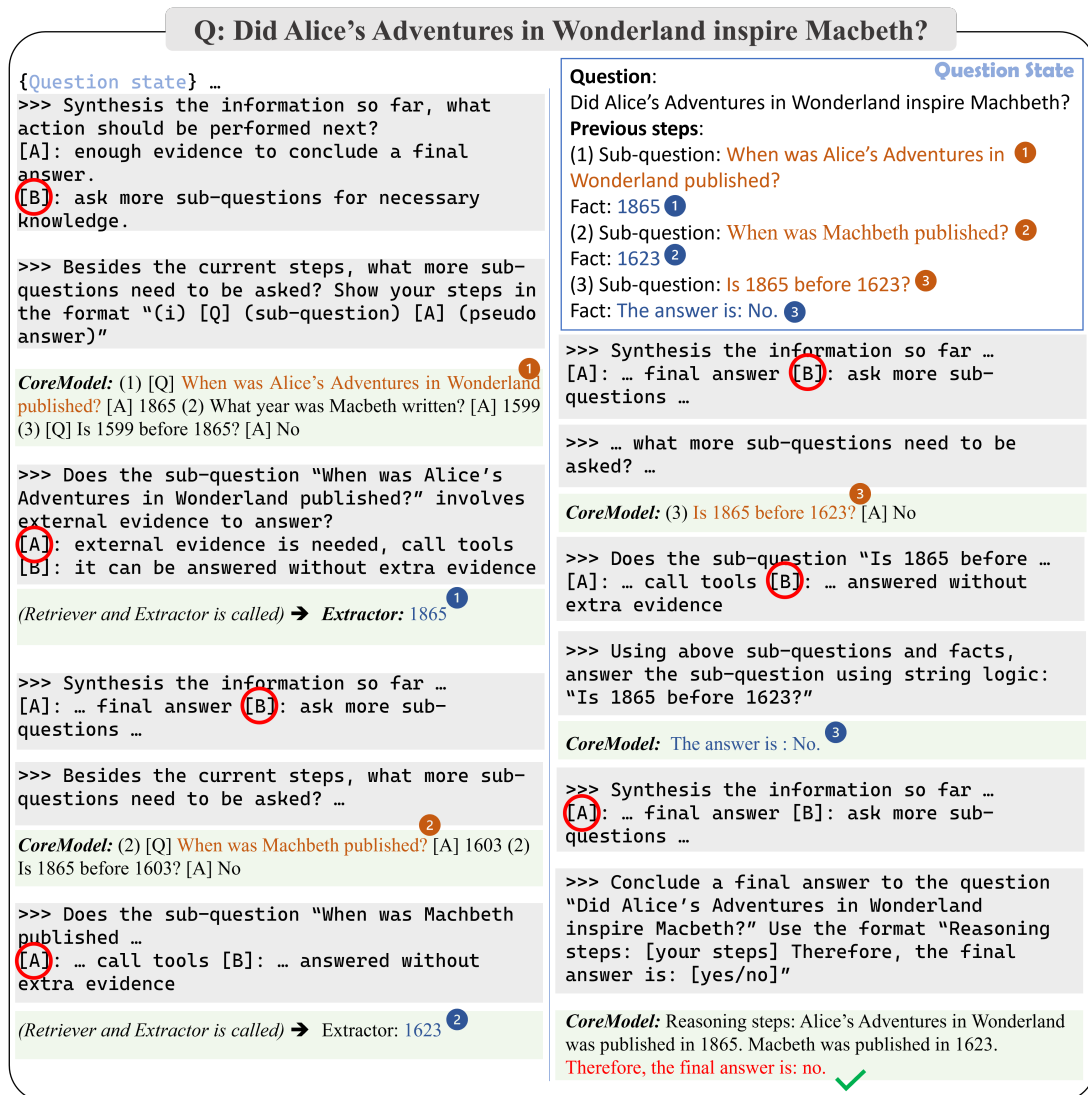 Q: Did Alice’s Adventures in Wonderland inspire Macbeth?
{Question state} …
>>> Synthesis the information so far, what
action should be performed next?
[A]: enough evidence to conclude a final
answer.
[B]: ask more sub-questions for necessary
knowledge.
>>> Besides the current steps, what more sub-
questions need to be asked? Show your steps in
the format “(i) [Q] (sub-question) [A] (pseudo
answer)”
1
CoreModel: (1) [Q] When was Alice’s Adventures in Wonderland
published? [A] 1865 (2) What year was Macbeth written? [A] 1599
(3) [Q] Is 1599 before 1865? [A] No
>>> Does the sub-question “When was Alice’s
Adventures in Wonderland published?” involves
external evidence to answer?
[A]: external evidence is needed, call tools
[B]: it can be answered without extra evidence
(Retriever and Extractor is called) ➔ Extractor: 1865 1
>>> Synthesis the information so far …
[A]: … final answer [B]: ask more sub-
questions …
>>> Besides the current steps, what more sub-
questions need to be asked? …
2
CoreModel: (2) [Q] When was Machbeth published? [A] 1603 (2)
Is 1865 before 1603? [A] No
>>> Does the sub-question “When was Machbeth
published …
[A]: … call tools [B]: … answered without
extra evidence
(Retriever and Extractor is called) ➔ Extractor: 1623 2
Question State
Question:
Did Alice’s Adventures in Wonderland inspire Machbeth?
Previous steps:
(1) Sub-question: When was Alice’s Adventures in 1
Wonderland published?
Fact: 1865 1
(2) Sub-question: When was Machbeth published? 2
Fact: 1623 2
(3) Sub-question: Is 1865 before 1623? 3
Fact: The answer is: No. 3
>>> Synthesis the information so far …
[A]: … final answer [B]: ask more sub-
questions …
>>> … what more sub-questions need to be
asked? …
3
CoreModel: (3) Is 1865 before 1623? [A] No
>>> Does the sub-question “Is 1865 before …
[A]: … call tools [B]: … answered without
extra evidence
>>> Using above sub-questions and facts,
answer the sub-question using string logic:
“Is 1865 before 1623?”
CoreModel: The answer is : No. 3
>>> Synthesis the information so far …
[A]: … final answer [B]: ask more sub-
questions …
>>> Conclude a final answer to the question
“Did Alice’s Adventures in Wonderland
inspire Macbeth?” Use the format “Reasoning
steps: [your steps] Therefore, the final
answer is: [yes/no]”
CoreModel: Reasoning steps: Alice’s Adventures in Wonderland
was published in 1865. Macbeth was published in 1623.
Therefore, the final answer is: no.